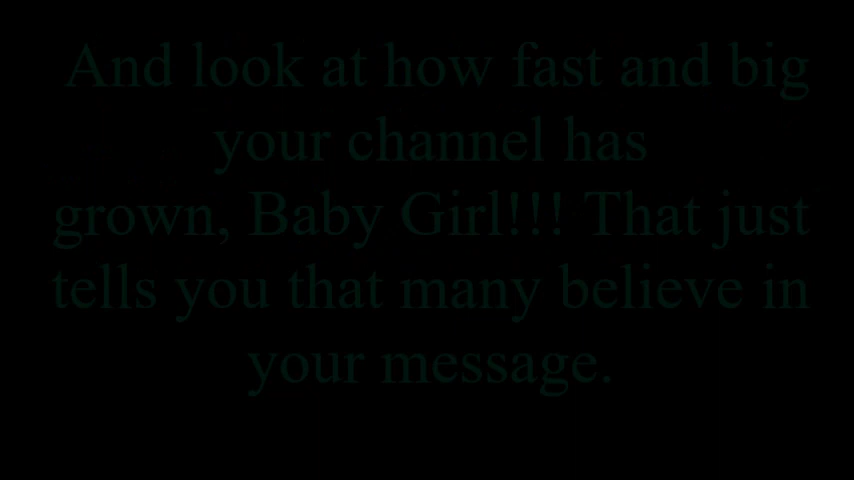 And look at how fast and big
your channel has
grown, Baby Girl!!! That just
tells you that many believe in
your message.